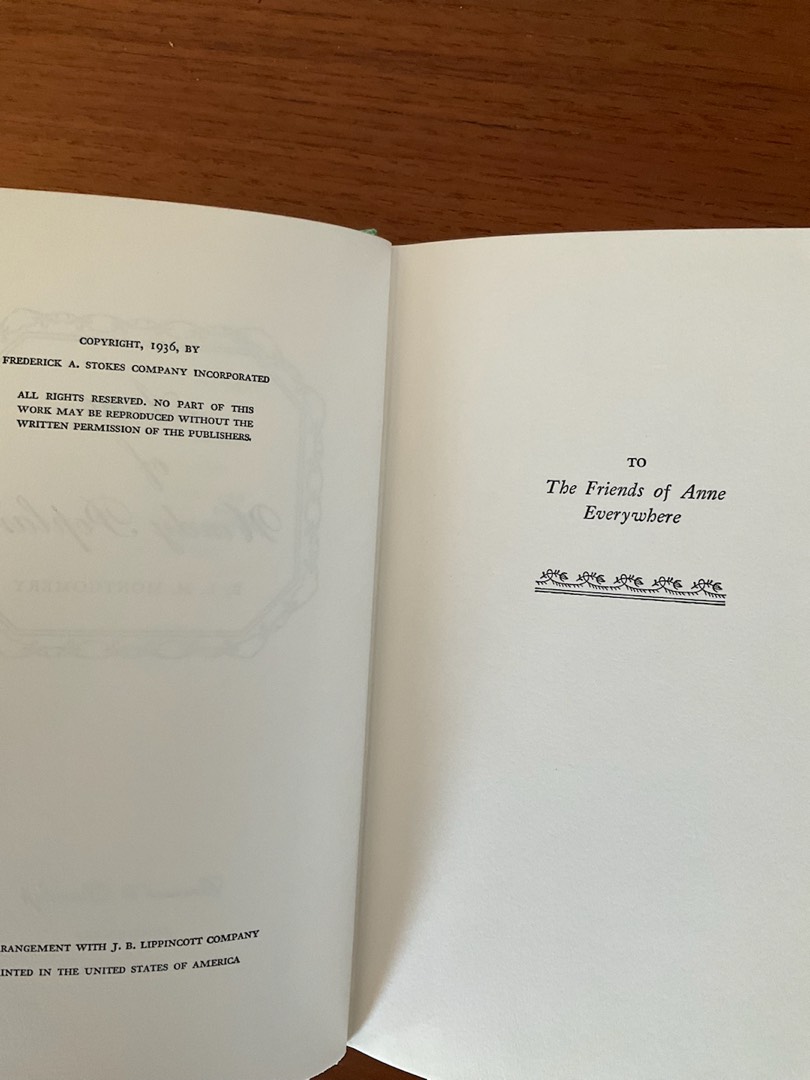 COPYRIGHT, 1936, BY
FREDERICK A. STOKES COMPANY INCORPORATED
ALL RIGHTS RESERVED. NO PART OF THIS
WORK MAY BE REPRODUCED WITHOUT THE
WRITTEN PERMISSION OF THE PUBLISHERS.
RANGEMENT WITH J. B. LIPPINCOTT COMPANY
INTED IN THE UNITED STATES OF AMERICA
TO
The Friends of Anne
Everywhere